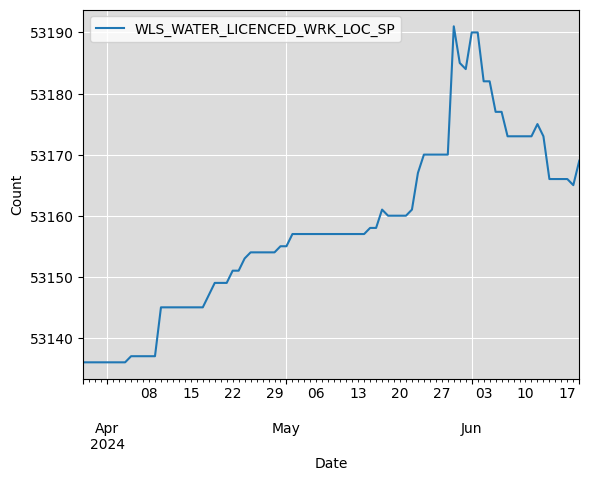 WLS_WATER_LICENCED_WRK_LOC_SP
53190
53180
53170
53160
53150
53140
Count
08 15 22 29 06 13 20 27 03 10 17
Apr May Jun
2024
Date